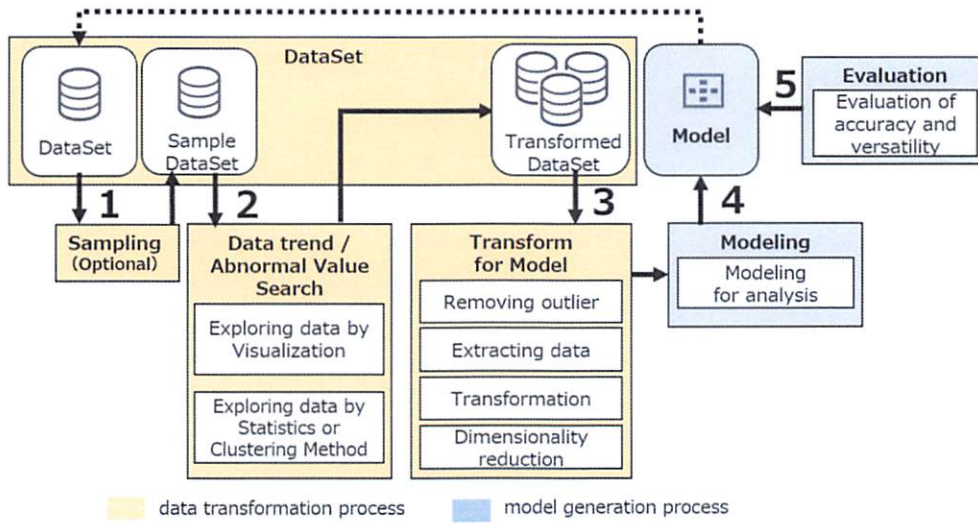 DataSet
DataSet
Sample
DataSet
Transformed
DataSet
Model
5
Evaluation
Evaluation of
accuracy and
versatility
1
Sampling
(Optional)
2
Data trend /
Abnormal Value
Search
Exploring data by
Visualization
Exploring data by
Statistics or
Clustering Method
3
Transform
for Model
Removing outlier
Extracting data
Transformation
Dimensionality
reduction
4
Modeling
Modeling
for analysis
data transformation process
model generation process